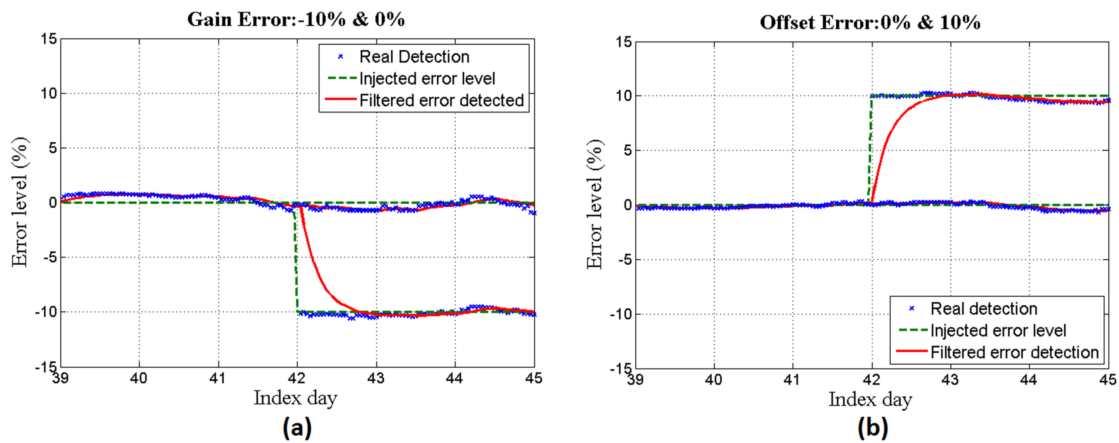 Gain Error:-10% & 0%
15
10
5
0
-5
-10
-15
Error level (%)
Real Detection
Injected error level
Filtered error detected
39
40
41
42
43
44
45
Index day
(a)
Offset Error:0% & 10%
15
10
5
0
-5
-10
-15
Error level (%)
Real detection
Injected error level
Filtered error detection
39
40
41
42
43
44
45
Index day
(b)